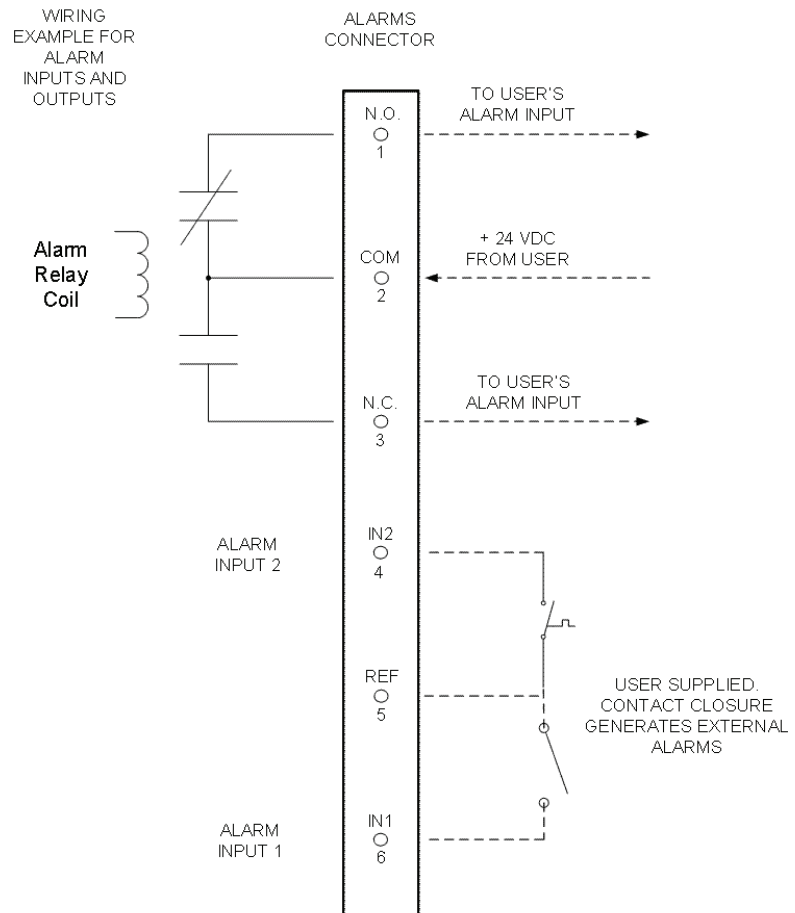 WIRING
EXAMPLE FOR
ALARM
INPUTS AND
OUTPUTS
ALARMS
CONNECTOR
N.O.
1
TO USER'S
ALARM INPUT
Alarm
Relay
Coil
COM
2
+ 24 VDC
FROM USER
N.C.
3
TO USER'S
ALARM INPUT
ALARM
INPUT 2
IN2
4
REF
5
USER SUPPLIED.
CONTACT CLOSURE
GENERATES EXTERNAL
ALARMS
ALARM
INPUT 1
IN1
6